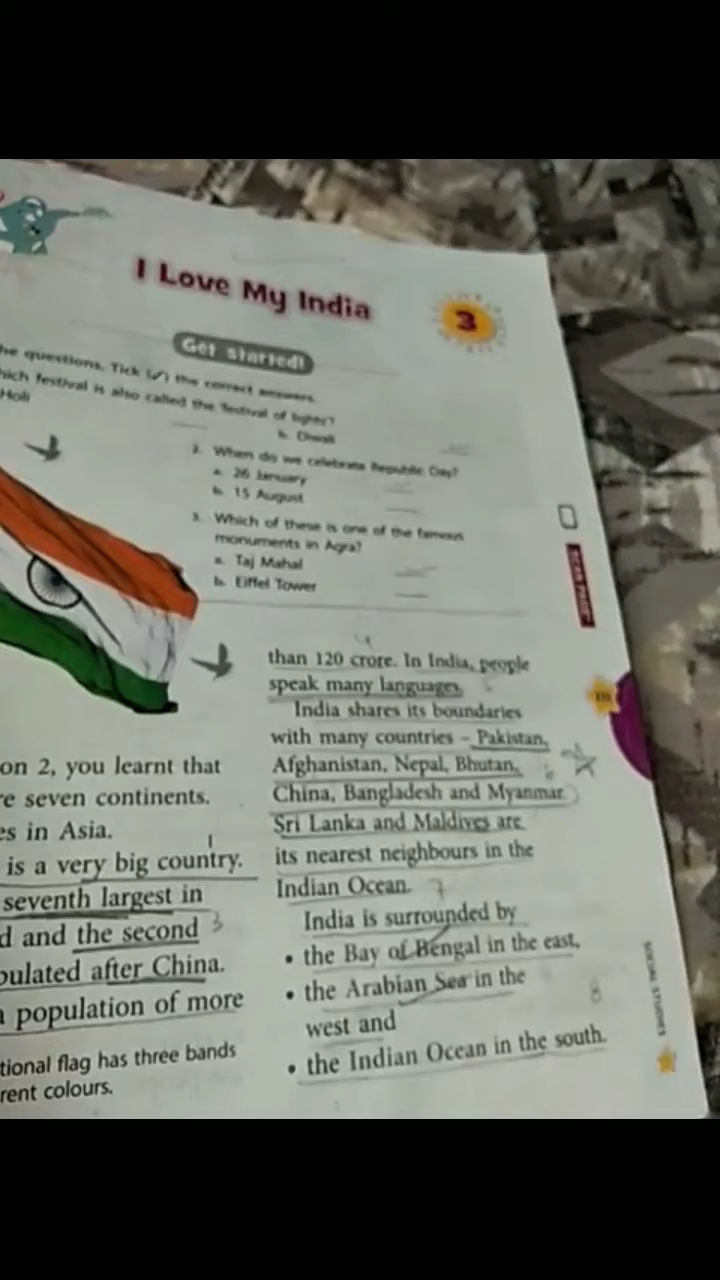 I Love My India
3
Get started!
he questions. Tick (✓) the correct answers.
hich festival is also called the 'festival of lights'?
Holi
b. Diwali
2. When do we celebrate Republic Day?
a. 26 January
b. 15 August
3. Which of these is one of the famous
monuments in Agra?
a. Taj Mahal
b. Eiffel Tower
on 2, you learnt that
re seven continents.
es in Asia.
is a very big country.
seventh largest in
d and the second
pulated after China.
a population of more
tional flag has three bands
rent colours.
than 120 crore. In India, people
speak many languages.
India shares its boundaries
with many countries – Pakistan,
Afghanistan, Nepal, Bhutan,
China, Bangladesh and Myanmar.
Sri Lanka and Maldives are
its nearest neighbours in the
Indian Ocean.
India is surrounded by
• the Bay of Bengal in the east,
• the Arabian Sea in the
west and
• the Indian Ocean in the south.
SCAN PAGE
SOCIAL STUDIES